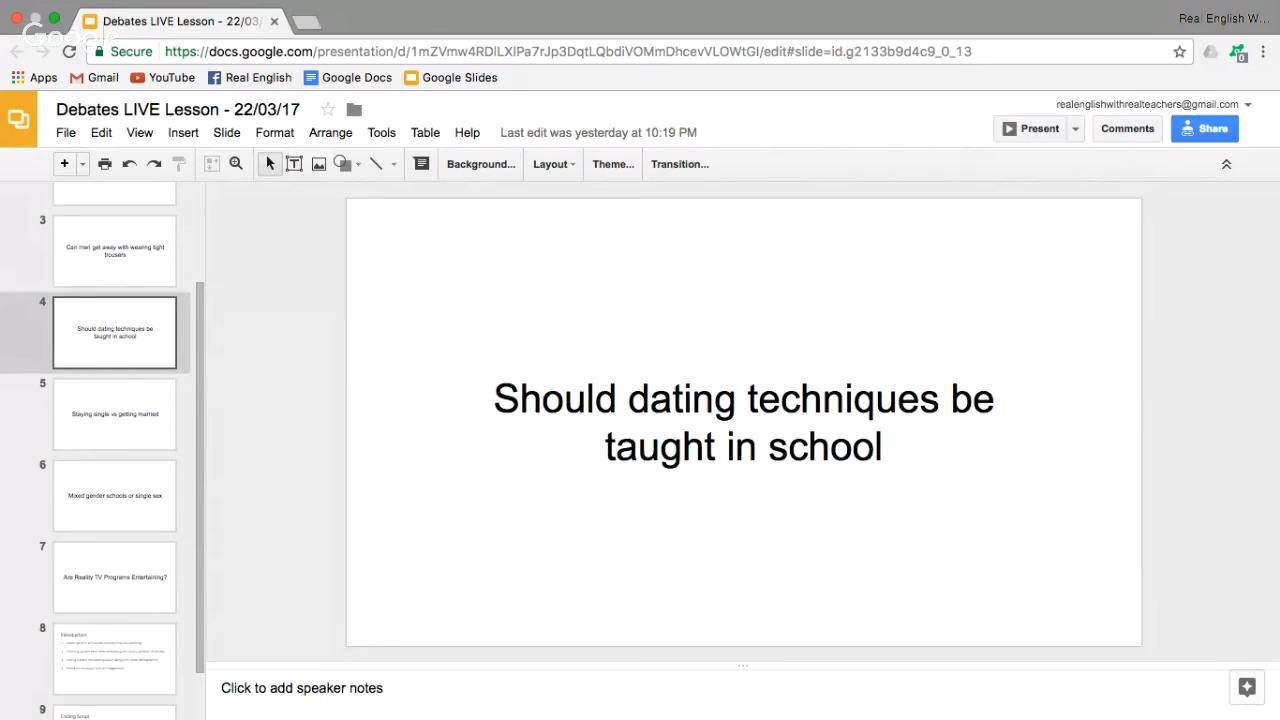 Debates LIVE Lesson - 22/03/
Real English W...
Google
Secure
https://docs.google.com/presentation/d/1mZVmw4RDlLXlPa7rJp3DqtLQbdiVOMmDhcevVLOWtGI/edit#slide=id.g2133b9d4c9_0_13
0
Apps Gmail YouTube Real English Google Docs Google Slides
Debates LIVE Lesson - 22/03/17
realenglishwithrealteachers@gmail.com
File Edit View Insert Slide Format Arrange Tools Table Help Last edit was yesterday at 10:19 PM
Present Comments Share
Background... Layout Theme... Transition...
3
Can men get away with wearing tight
trousers
4
Should dating techniques be
taught in school
5
Staying single vs getting married
6
Mixed gender schools or single sex
7
Are Reality TV Programs Entertaining?
8
Introduction
9
Ending Script
Should dating techniques be
taught in school
Click to add speaker notes